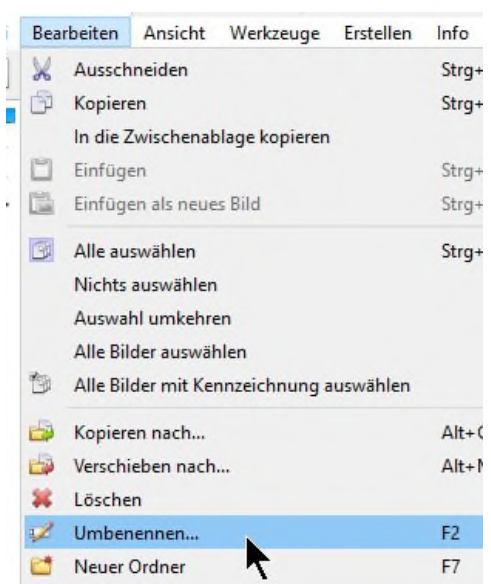 Bearbeiten Ansicht Werkzeuge Erstellen Info
Ausschneiden Strg+
Kopieren Strg+
In die Zwischenablage kopieren
Einfügen Strg+
Einfügen als neues Bild Strg+
Alle auswählen Strg+
Nichts auswählen
Auswahl umkehren
Alle Bilder auswählen
Alle Bilder mit Kennzeichnung auswählen
Kopieren nach... Alt+
Verschieben nach... Alt+
Löschen
Umbenennen... F2
Neuer Ordner F7